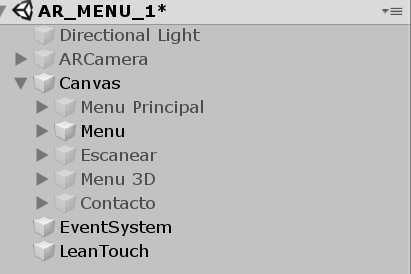 AR_MENU_1*
Directional Light
ARCamera
Canvas
Menu Principal
Menu
Escanear
Menu 3D
Contacto
EventSystem
LeanTouch